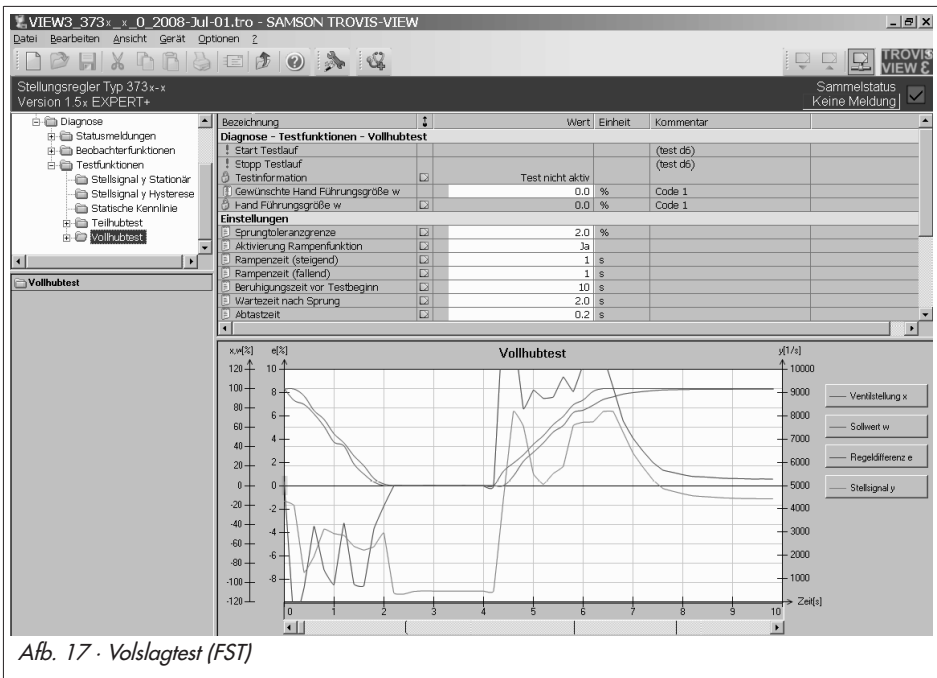 VIEW3_373x_x_0_2008-Jul-01.tro - SAMSON TROVIS-VIEW
Datei Bearbeiten Ansicht Gerät Optionen ?
TROVIS
VIEW 3
Stellungsregler Typ 373x-x
Version 1.5x EXPERT+
Sammelstatus
Keine Meldung
Diagnose
Statusmeldungen
Beobachterfunktionen
Testfunktionen
Stellsignal y Stationär
Stellsignal y Hysterese
Statische Kennlinie
Teilhubtest
Vollhubtest
Vollhubtest
Bezeichnung Wert Einheit Kommentar
Diagnose - Testfunktionen - Vollhubtest
Start Testlauf (test d6)
Stopp Testlauf (test d6)
Testinformation Test nicht aktiv
Gewünschte Hand Führungsgröße w 0.0 % Code 1
Hand Führungsgröße w 0.0 % Code 1
Einstellungen
Sprungtoleranzgrenze 2.0 %
Aktivierung Rampenfunktion Ja
Rampenzeit (steigend) 1 s
Rampenzeit (fallend) 1 s
Beruhigungszeit vor Testbeginn 10 s
Wartezeit nach Sprung 2.0 s
Abtastzeit 0.2 s
x,w[%] e[%] Vollhubtest y[1/s]
120 10 10000
100 8 9000
80 6 8000
60 4 7000
40 2 6000
20 0 5000
0 -2 4000
-20 -4 3000
-40 -6 2000
-60 -8 1000
-80
-100
-120
0 1 2 3 4 5 6 7 8 9 10
Zeit[s]
Ventilstellung x
Sollwert w
Regeldifferenz e
Stellsignal y
Afb. 17 · Volslagtest (FST)